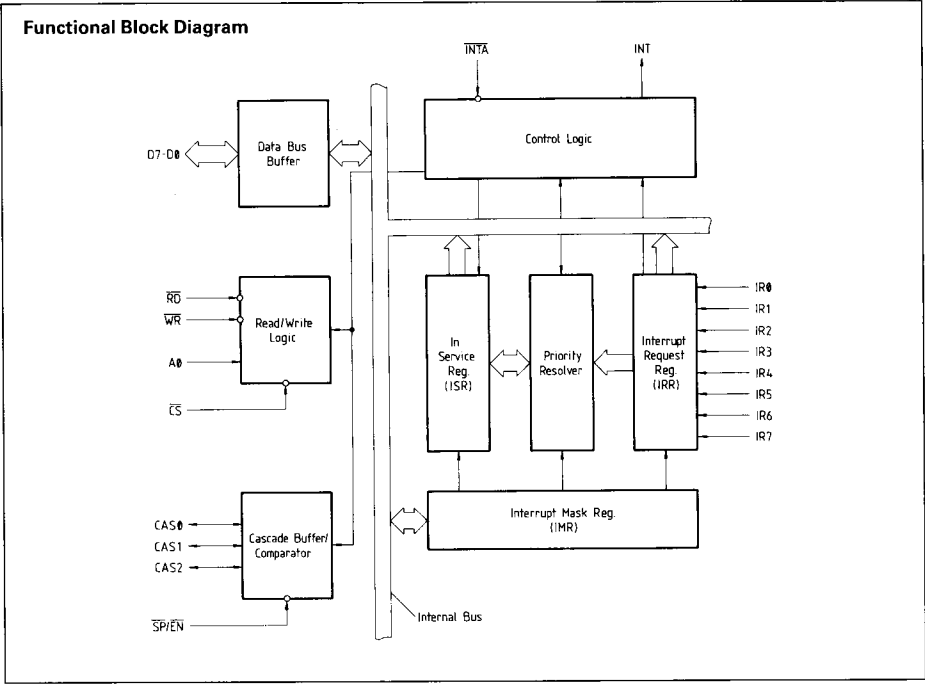 Functional Block Diagram
INTA
INT
Control Logic
D7-D0
Data Bus
Buffer
RD
WR
A0
CS
Read/Write
Logic
In
Service
Reg.
(ISR)
Priority
Resolver
Interrupt
Request
Reg.
(IRR)
IR0
IR1
IR2
IR3
IR4
IR5
IR6
IR7
Interrupt Mask Reg.
(IMR)
CAS0
CAS1
CAS2
Cascade Buffer/
Comparator
SP/EN
Internal Bus